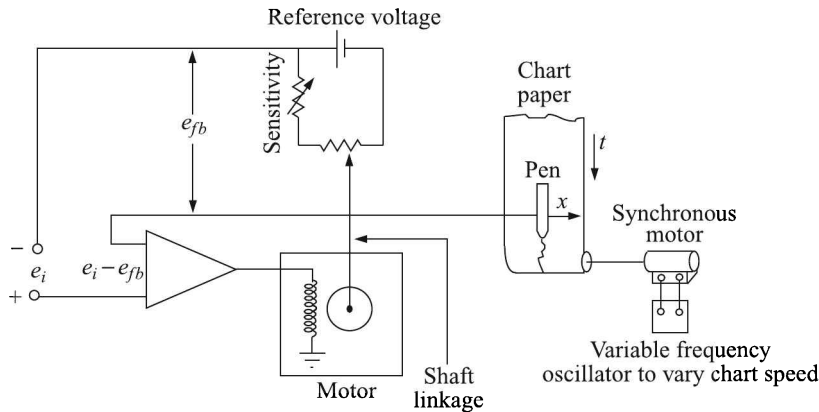 Reference voltage
Sensitivity
e_fb
Chart
paper
t
Pen
x
Synchronous
motor
−
e_i
+
e_i − e_fb
Variable frequency
oscillator to vary chart speed
Motor
Shaft
linkage